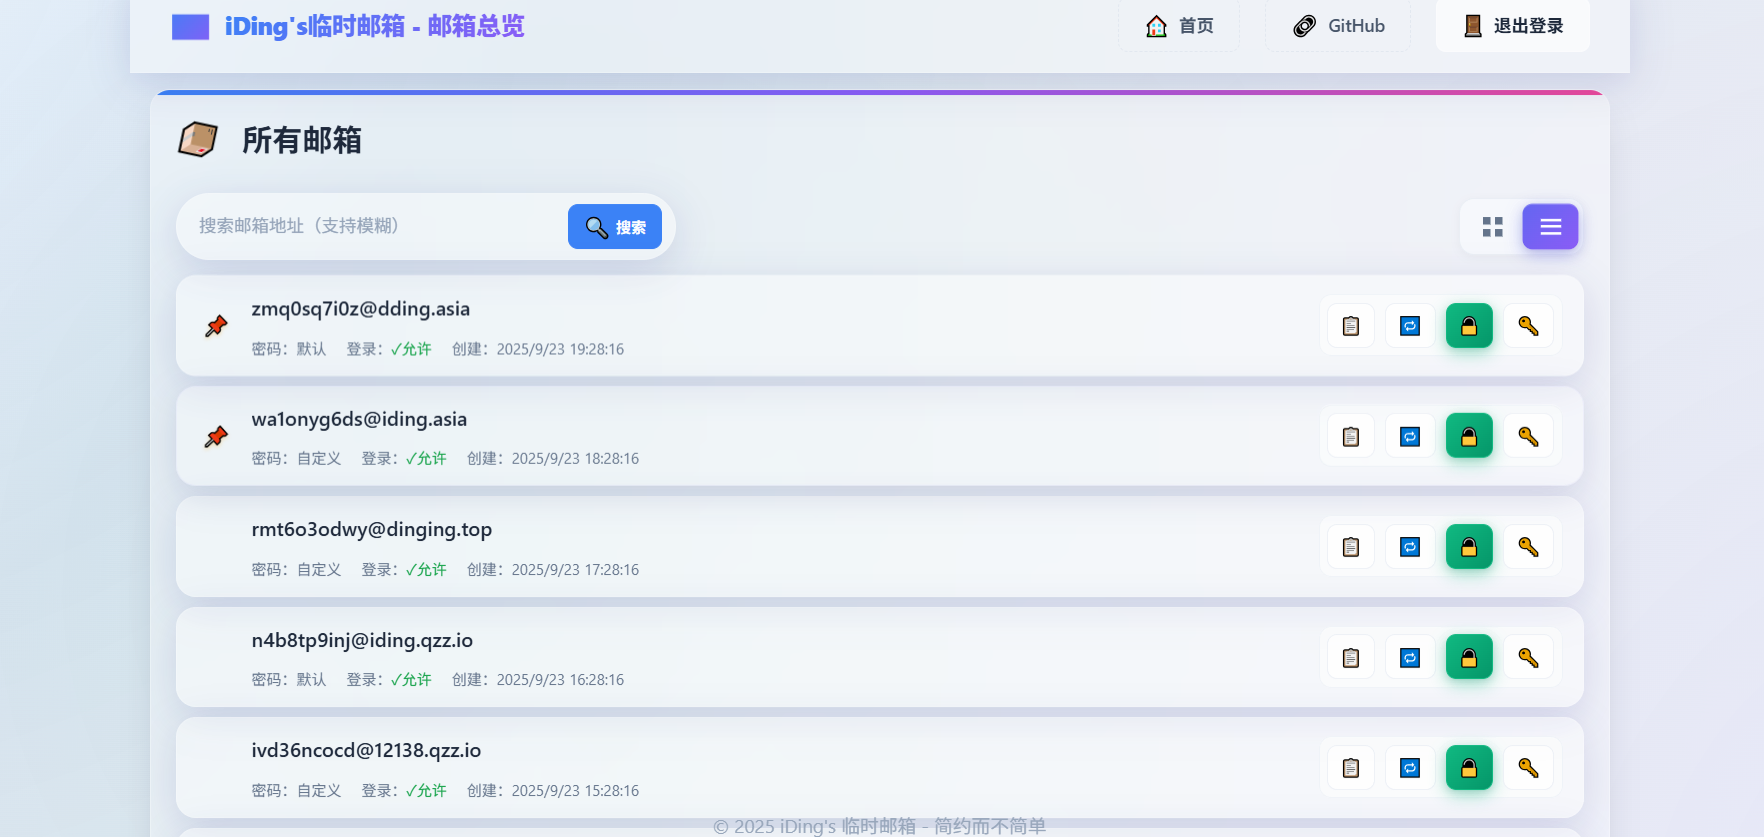 iDing's临时邮箱 - 邮箱总览
首页
GitHub
退出登录
所有邮箱
搜索邮箱地址（支持模糊）
搜索
zmq0sq7i0z@dding.asia
密码：默认 登录：✓允许 创建：2025/9/23 19:28:16
wa1onyg6ds@iding.asia
密码：自定义 登录：✓允许 创建：2025/9/23 18:28:16
rmt6o3odwy@dinging.top
密码：自定义 登录：✓允许 创建：2025/9/23 17:28:16
n4b8tp9inj@iding.qzz.io
密码：默认 登录：✓允许 创建：2025/9/23 16:28:16
ivd36ncocd@12138.qzz.io
密码：自定义 登录：✓允许 创建：2025/9/23 15:28:16
© 2025 iDing's 临时邮箱 - 简约而不简单